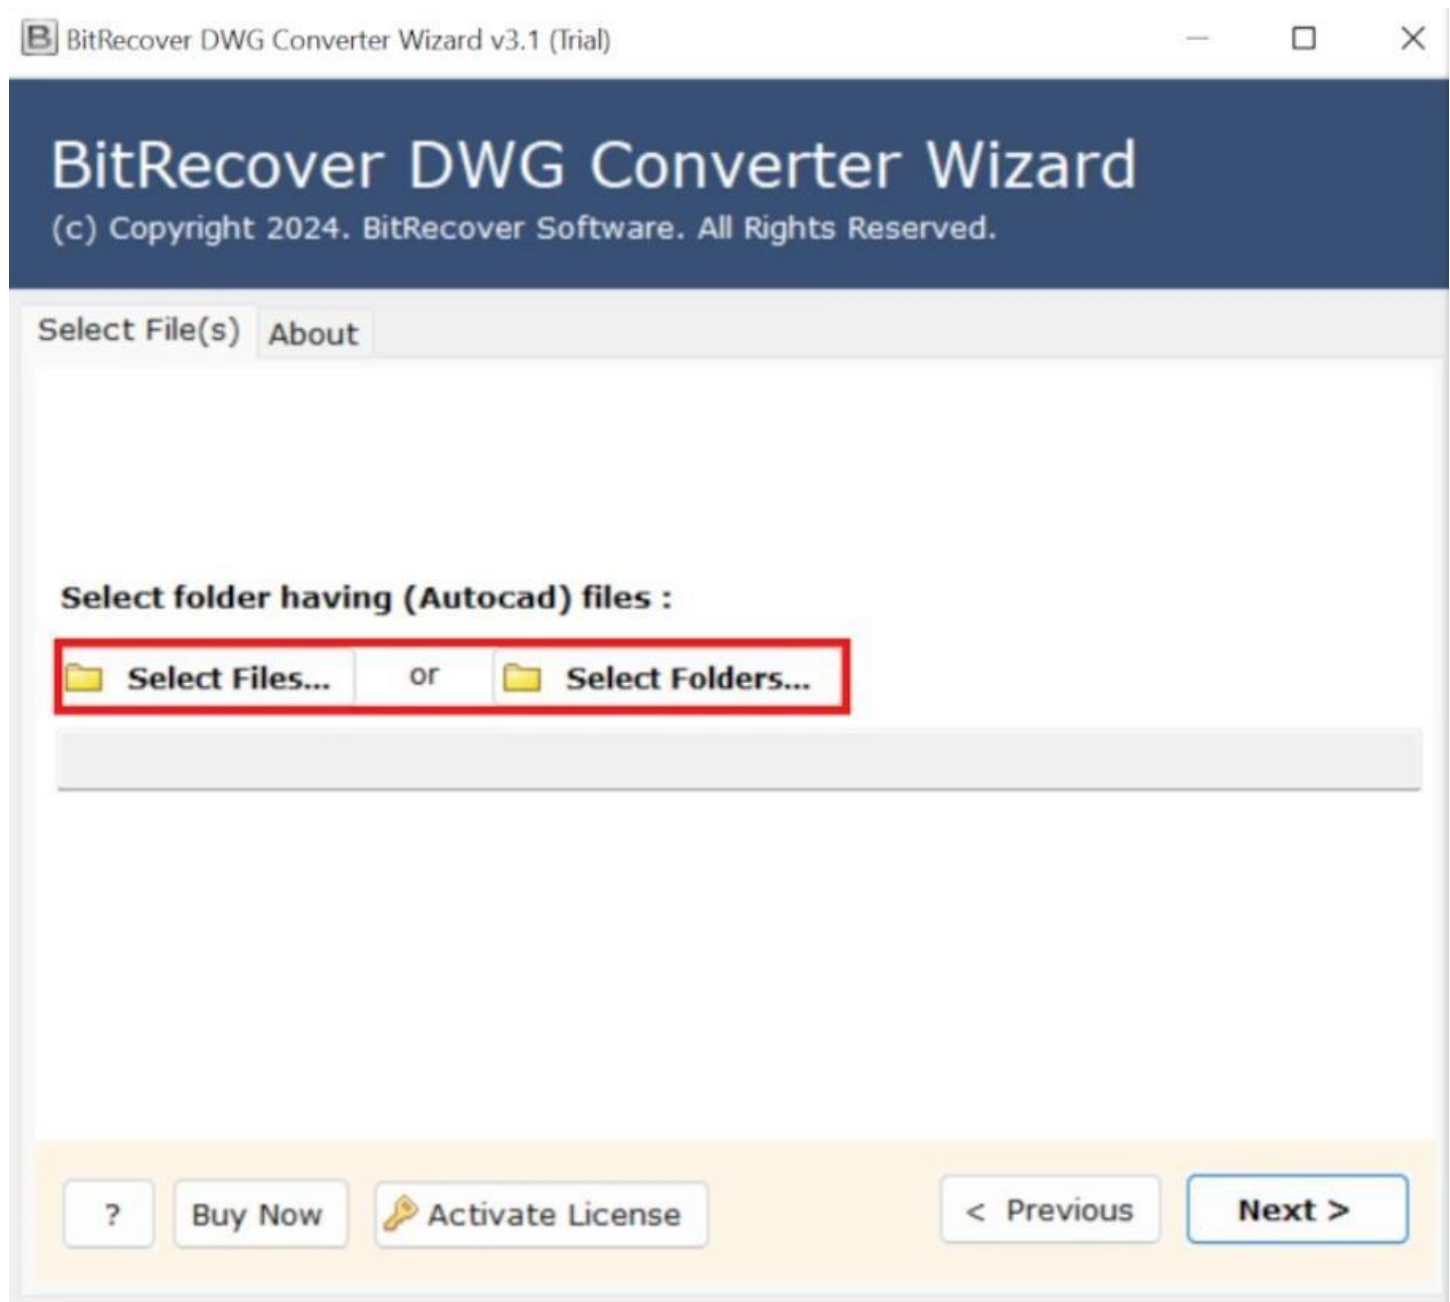 B BitRecover DWG Converter Wizard v3.1 (Trial)
BitRecover DWG Converter Wizard
(c) Copyright 2024. BitRecover Software. All Rights Reserved.
Select File(s) About
Select folder having (Autocad) files :
Select Files... or Select Folders...
? Buy Now Activate License < Previous Next >